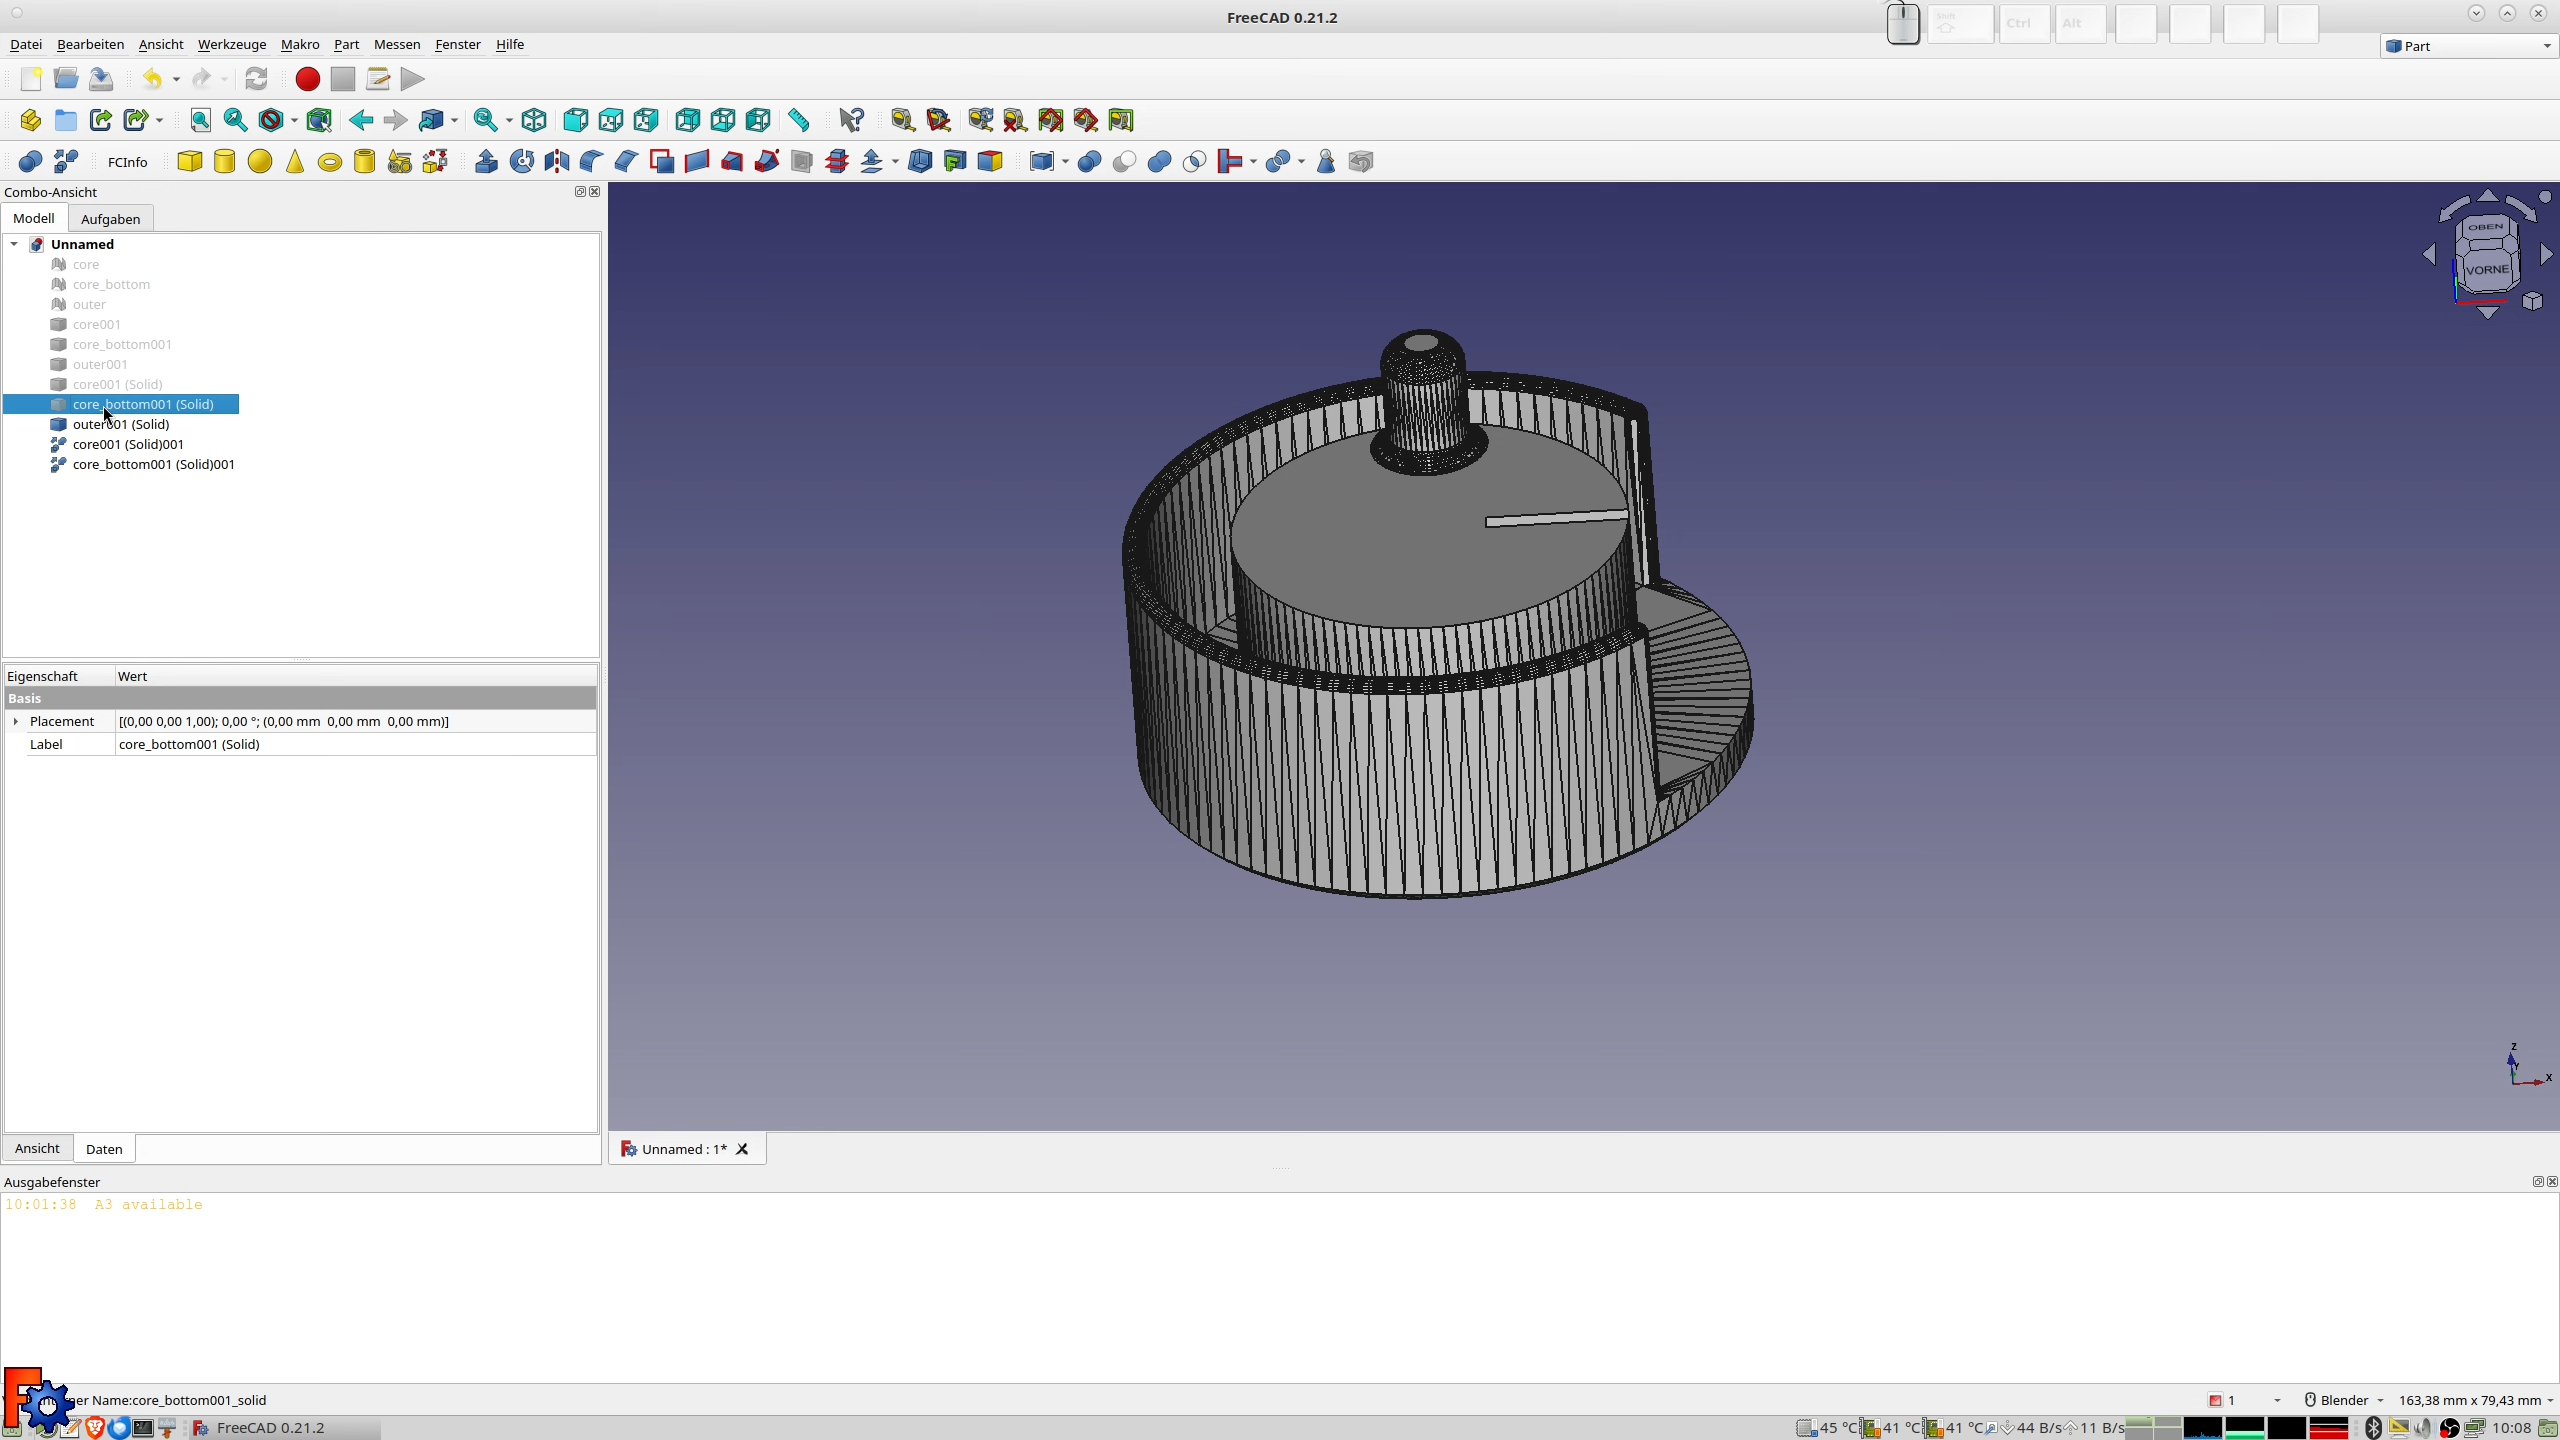 FreeCAD 0.21.2
Shift
Ctrl
Alt
Datei Bearbeiten Ansicht Werkzeuge Makro Part Messen Fenster Hilfe
Part
FCInfo
Combo-Ansicht
Modell Aufgaben
Unnamed
core
core_bottom
outer
core001
core_bottom001
outer001
core001 (Solid)
core_bottom001 (Solid)
outer001 (Solid)
core001 (Solid)001
core_bottom001 (Solid)001
OBEN
VORNE
Eigenschaft Wert
Basis
Placement [(0,00 0,00 1,00); 0,00 °; (0,00 mm 0,00 mm 0,00 mm)]
Label core_bottom001 (Solid)
Z
Y
X
Ansicht Daten
Unnamed : 1*
Ausgabefenster
10:01:38 A3 available
ner Name:core_bottom001_solid
1 Blender 163,38 mm x 79,43 mm
FreeCAD 0.21.2
45 °C 41 °C 41 °C 44 B/s 11 B/s 10:08